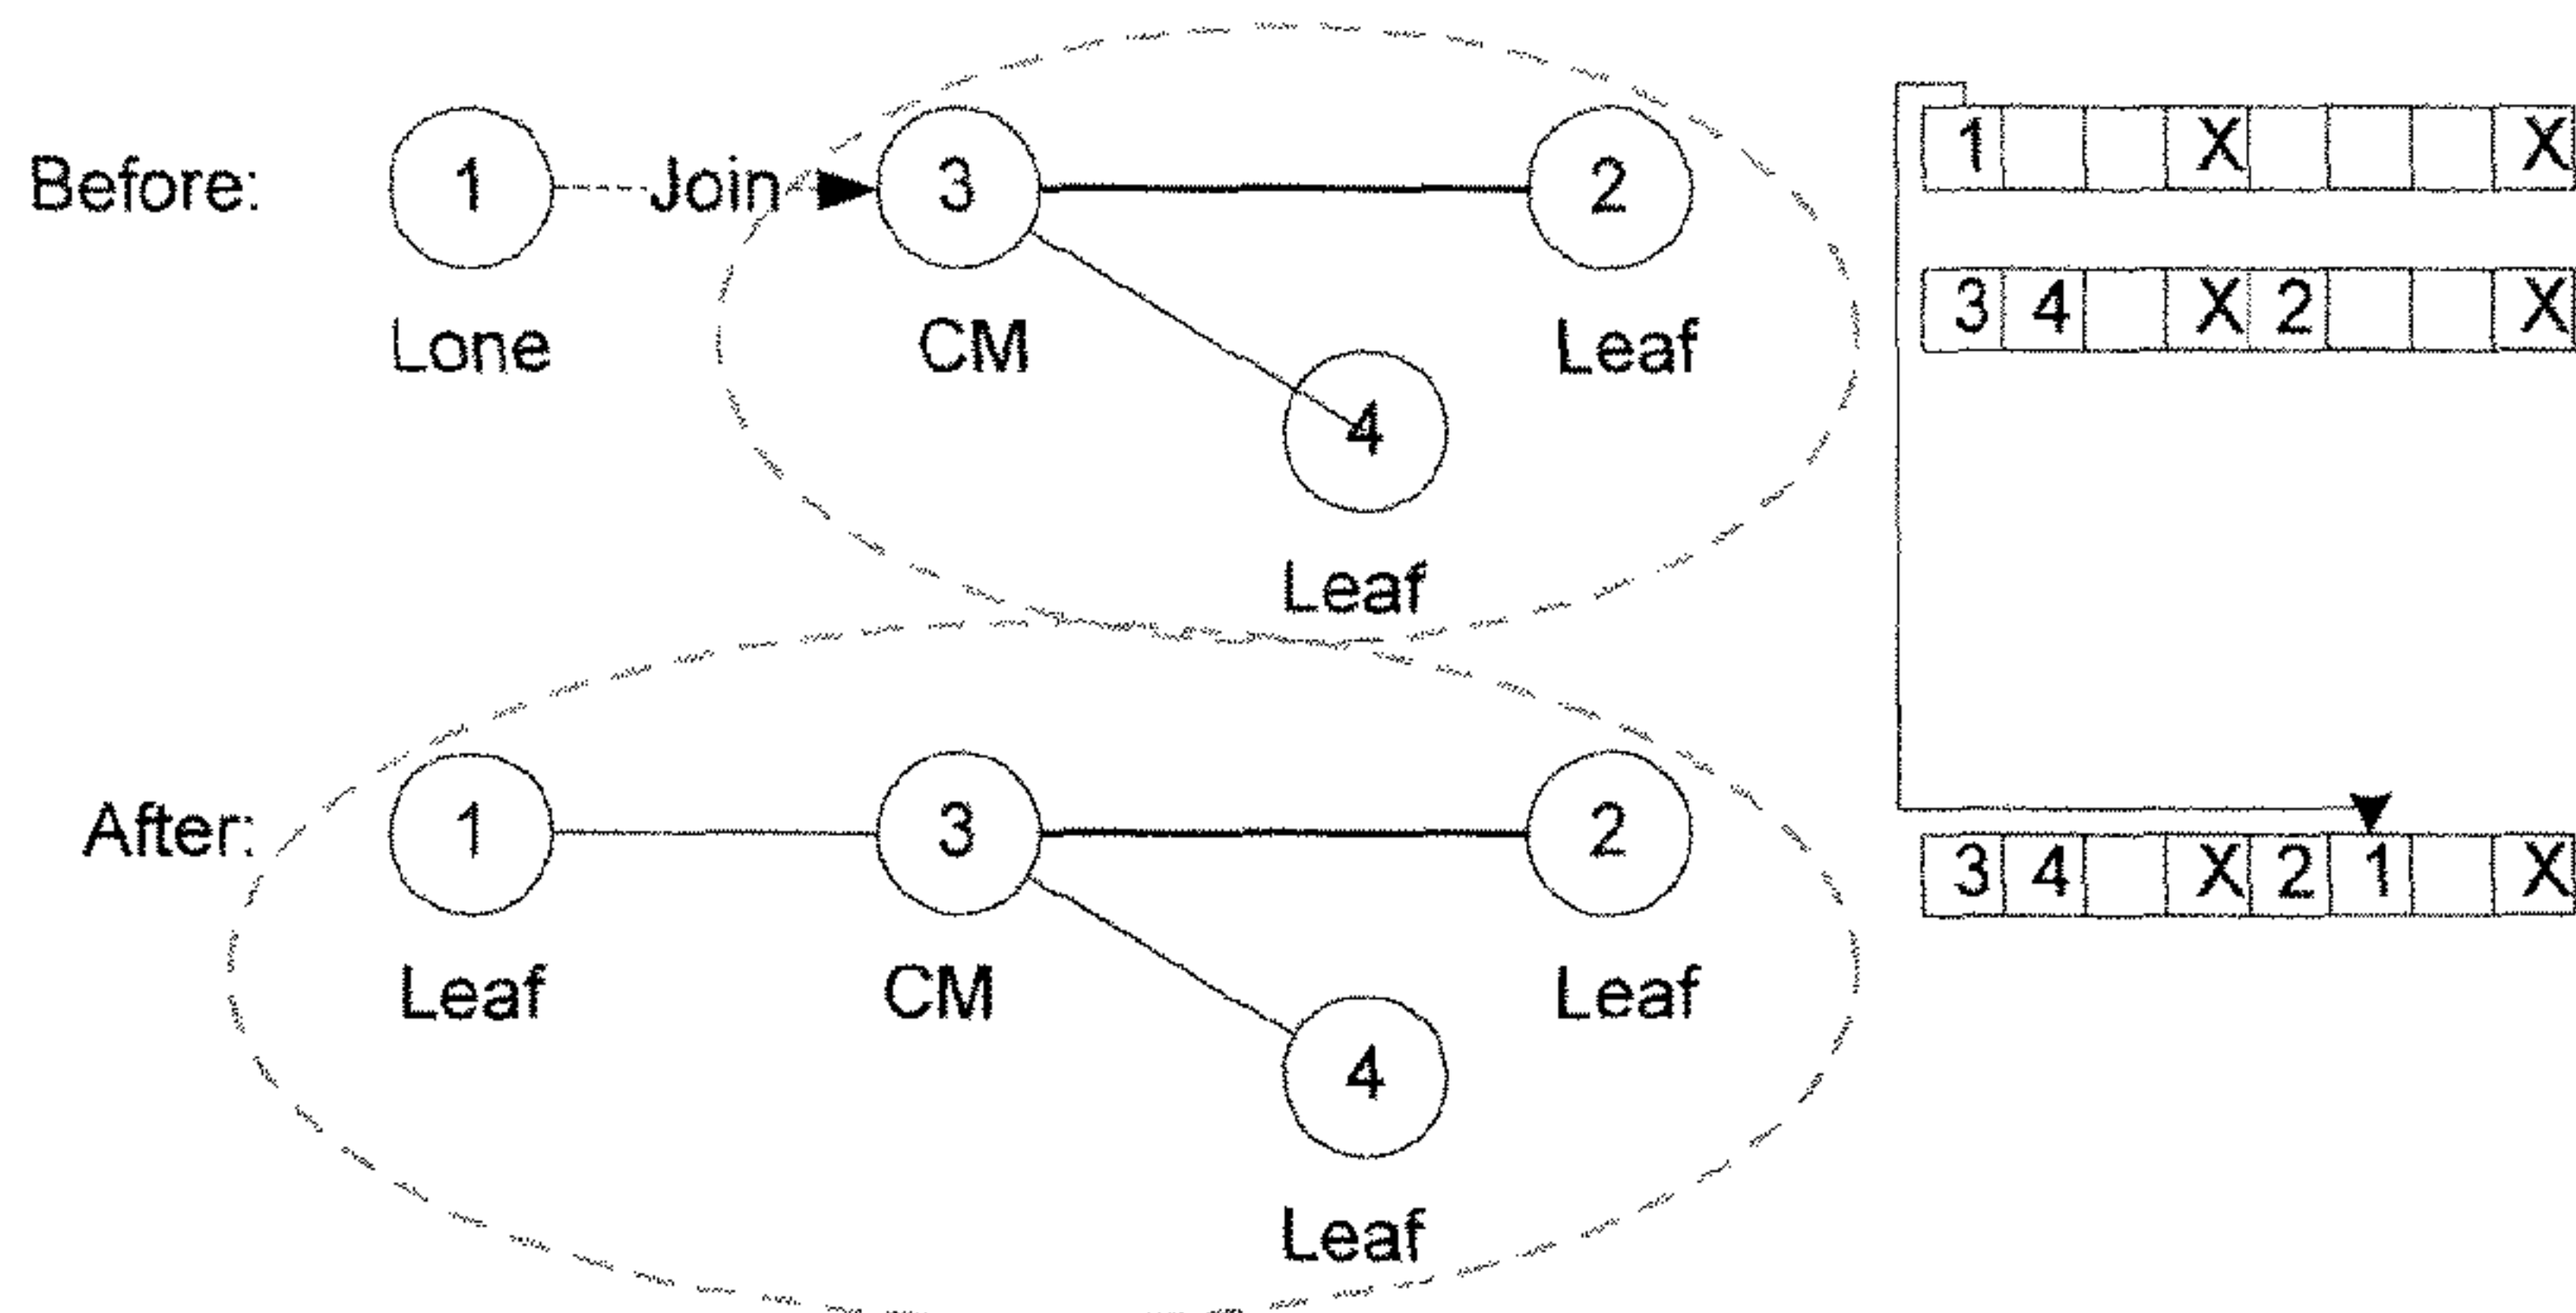 Before: 1 Join 3 2 1 X X
Lone CM Leaf 3 4 X 2 X
4
Leaf
After: 1 3 2 3 4 X 2 1 X
Leaf CM Leaf
4
Leaf